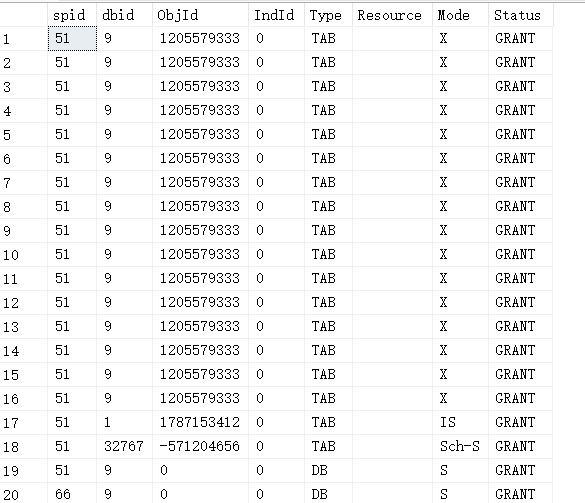 spid dbid ObjId IndId Type Resource Mode Status
1 51 9 1205579333 0 TAB X GRANT
2 51 9 1205579333 0 TAB X GRANT
3 51 9 1205579333 0 TAB X GRANT
4 51 9 1205579333 0 TAB X GRANT
5 51 9 1205579333 0 TAB X GRANT
6 51 9 1205579333 0 TAB X GRANT
7 51 9 1205579333 0 TAB X GRANT
8 51 9 1205579333 0 TAB X GRANT
9 51 9 1205579333 0 TAB X GRANT
10 51 9 1205579333 0 TAB X GRANT
11 51 9 1205579333 0 TAB X GRANT
12 51 9 1205579333 0 TAB X GRANT
13 51 9 1205579333 0 TAB X GRANT
14 51 9 1205579333 0 TAB X GRANT
15 51 9 1205579333 0 TAB X GRANT
16 51 9 1205579333 0 TAB X GRANT
17 51 1 1787153412 0 TAB IS GRANT
18 51 32767 -571204656 0 TAB Sch-S GRANT
19 51 9 0 0 DB S GRANT
20 66 9 0 0 DB S GRANT